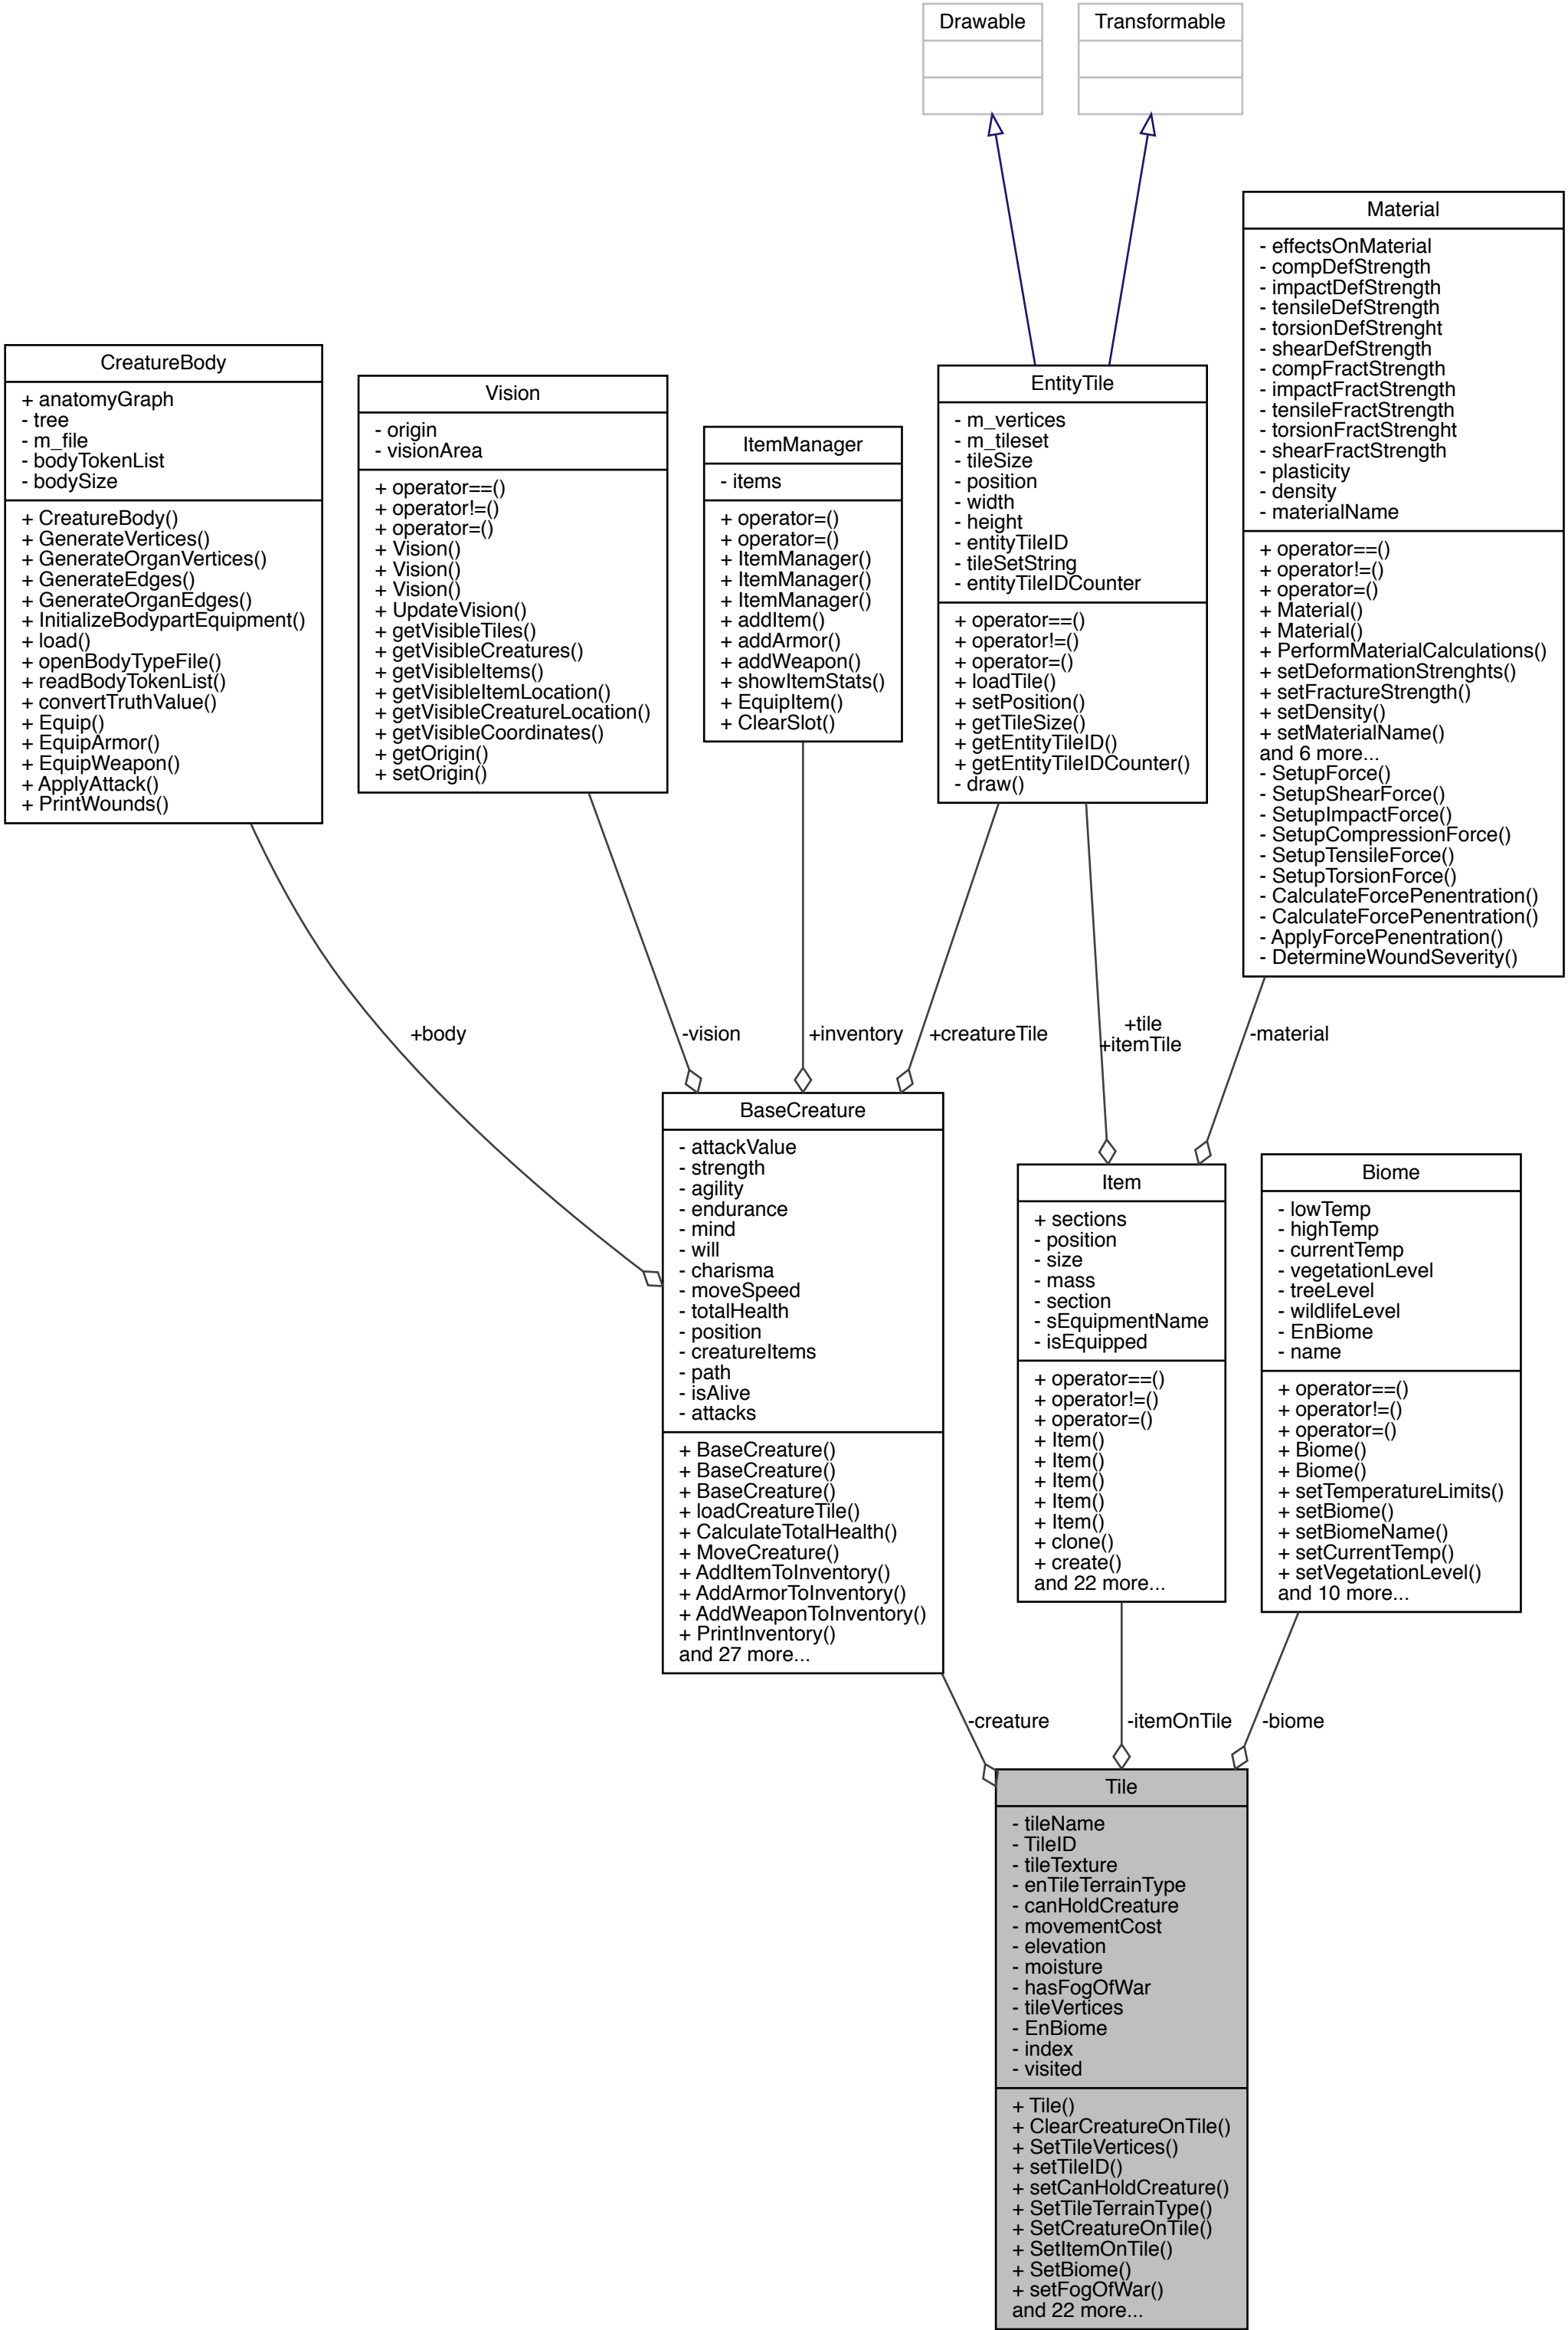 Drawable
Transformable
Material
- effectsOnMaterial
- compDefStrength
- impactDefStrength
- tensileDefStrength
- torsionDefStrenght
- shearDefStrength
- compFractStrength
- impactFractStrength
- tensileFractStrength
- torsionFractStrenght
- shearFractStrength
- plasticity
- density
- materialName
+ operator==()
+ operator!=()
+ operator=()
+ Material()
+ Material()
+ PerformMaterialCalculations()
+ setDeformationStrenghts()
+ setFractureStrength()
+ setDensity()
+ setMaterialName()
and 6 more...
- SetupForce()
- SetupShearForce()
- SetupImpactForce()
- SetupCompressionForce()
- SetupTensileForce()
- SetupTorsionForce()
- CalculateForcePenentration()
- CalculateForcePenentration()
- ApplyForcePenentration()
- DetermineWoundSeverity()
CreatureBody
+ anatomyGraph
- tree
- m_file
- bodyTokenList
- bodySize
+ CreatureBody()
+ GenerateVertices()
+ GenerateOrganVertices()
+ GenerateEdges()
+ GenerateOrganEdges()
+ InitializeBodypartEquipment()
+ load()
+ openBodyTypeFile()
+ readBodyTokenList()
+ convertTruthValue()
+ Equip()
+ EquipArmor()
+ EquipWeapon()
+ ApplyAttack()
+ PrintWounds()
Vision
- origin
- visionArea
+ operator==()
+ operator!=()
+ operator=()
+ Vision()
+ Vision()
+ Vision()
+ UpdateVision()
+ getVisibleTiles()
+ getVisibleCreatures()
+ getVisibleItems()
+ getVisibleItemLocation()
+ getVisibleCreatureLocation()
+ getVisibleCoordinates()
+ getOrigin()
+ setOrigin()
ItemManager
- items
+ operator=()
+ operator=()
+ ItemManager()
+ ItemManager()
+ ItemManager()
+ addItem()
+ addArmor()
+ addWeapon()
+ showItemStats()
+ EquipItem()
+ ClearSlot()
EntityTile
- m_vertices
- m_tileset
- tileSize
- position
- width
- height
- entityTileID
- tileSetString
- entityTileIDCounter
+ operator==()
+ operator!=()
+ operator=()
+ loadTile()
+ setPosition()
+ getTileSize()
+ getEntityTileID()
+ getEntityTileIDCounter()
- draw()
+body
-vision
+inventory
+creatureTile
+tile
+itemTile
-material
BaseCreature
- attackValue
- strength
- agility
- endurance
- mind
- will
- charisma
- moveSpeed
- totalHealth
- position
- creatureItems
- path
- isAlive
- attacks
+ BaseCreature()
+ BaseCreature()
+ BaseCreature()
+ loadCreatureTile()
+ CalculateTotalHealth()
+ MoveCreature()
+ AddItemToInventory()
+ AddArmorToInventory()
+ AddWeaponToInventory()
+ PrintInventory()
and 27 more...
Item
+ sections
- position
- size
- mass
- section
- sEquipmentName
- isEquipped
+ operator==()
+ operator!=()
+ operator=()
+ Item()
+ Item()
+ Item()
+ Item()
+ Item()
+ clone()
+ create()
and 22 more...
Biome
- lowTemp
- highTemp
- currentTemp
- vegetationLevel
- treeLevel
- wildlifeLevel
- EnBiome
- name
+ operator==()
+ operator!=()
+ operator=()
+ Biome()
+ Biome()
+ setTemperatureLimits()
+ setBiome()
+ setBiomeName()
+ setCurrentTemp()
+ setVegetationLevel()
and 10 more...
-creature
-itemOnTile
-biome
Tile
- tileName
- TileID
- tileTexture
- enTileTerrainType
- canHoldCreature
- movementCost
- elevation
- moisture
- hasFogOfWar
- tileVertices
- EnBiome
- index
- visited
+ Tile()
+ ClearCreatureOnTile()
+ SetTileVertices()
+ setTileID()
+ setCanHoldCreature()
+ SetTileTerrainType()
+ SetCreatureOnTile()
+ SetItemOnTile()
+ SetBiome()
+ setFogOfWar()
and 22 more...